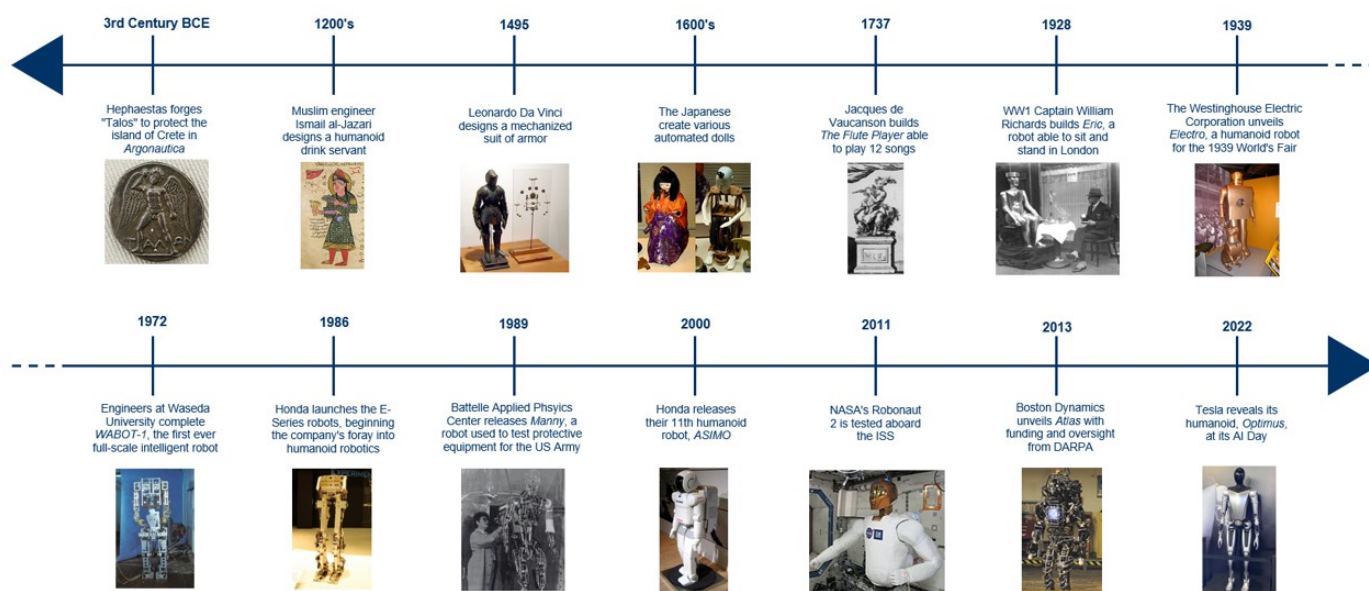 3rd Century BCE
Hephaestas forges
"Talos" to protect the
island of Crete in
Argonautica
1200's
Muslim engineer
Ismail al-Jazari
designs a humanoid
drink servant
1495
Leonardo Da Vinci
designs a mechanized
suit of armor
1600's
The Japanese
create various
automated dolls
1737
Jacques de
Vaucanson builds
The Flute Player able
to play 12 songs
1928
WW1 Captain William
Richards builds Eric, a
robot able to sit and
stand in London
1939
The Westinghouse Electric
Corporation unveils
Electro, a humanoid robot
for the 1939 World's Fair
1972
Engineers at Waseda
University complete
WABOT-1, the first ever
full-scale intelligent robot
1986
Honda launches the E-
Series robots, beginning
the company's foray into
humanoid robotics
1989
Battelle Applied Phsyics
Center releases Manny, a
robot used to test protective
equipment for the US Army
2000
Honda releases
their 11th humanoid
robot, ASIMO
2011
NASA's Robonaut
2 is tested aboard
the ISS
2013
Boston Dynamics
unveils Atlas with
funding and oversight
from DARPA
2022
Tesla reveals its
humanoid, Optimus,
at its AI Day